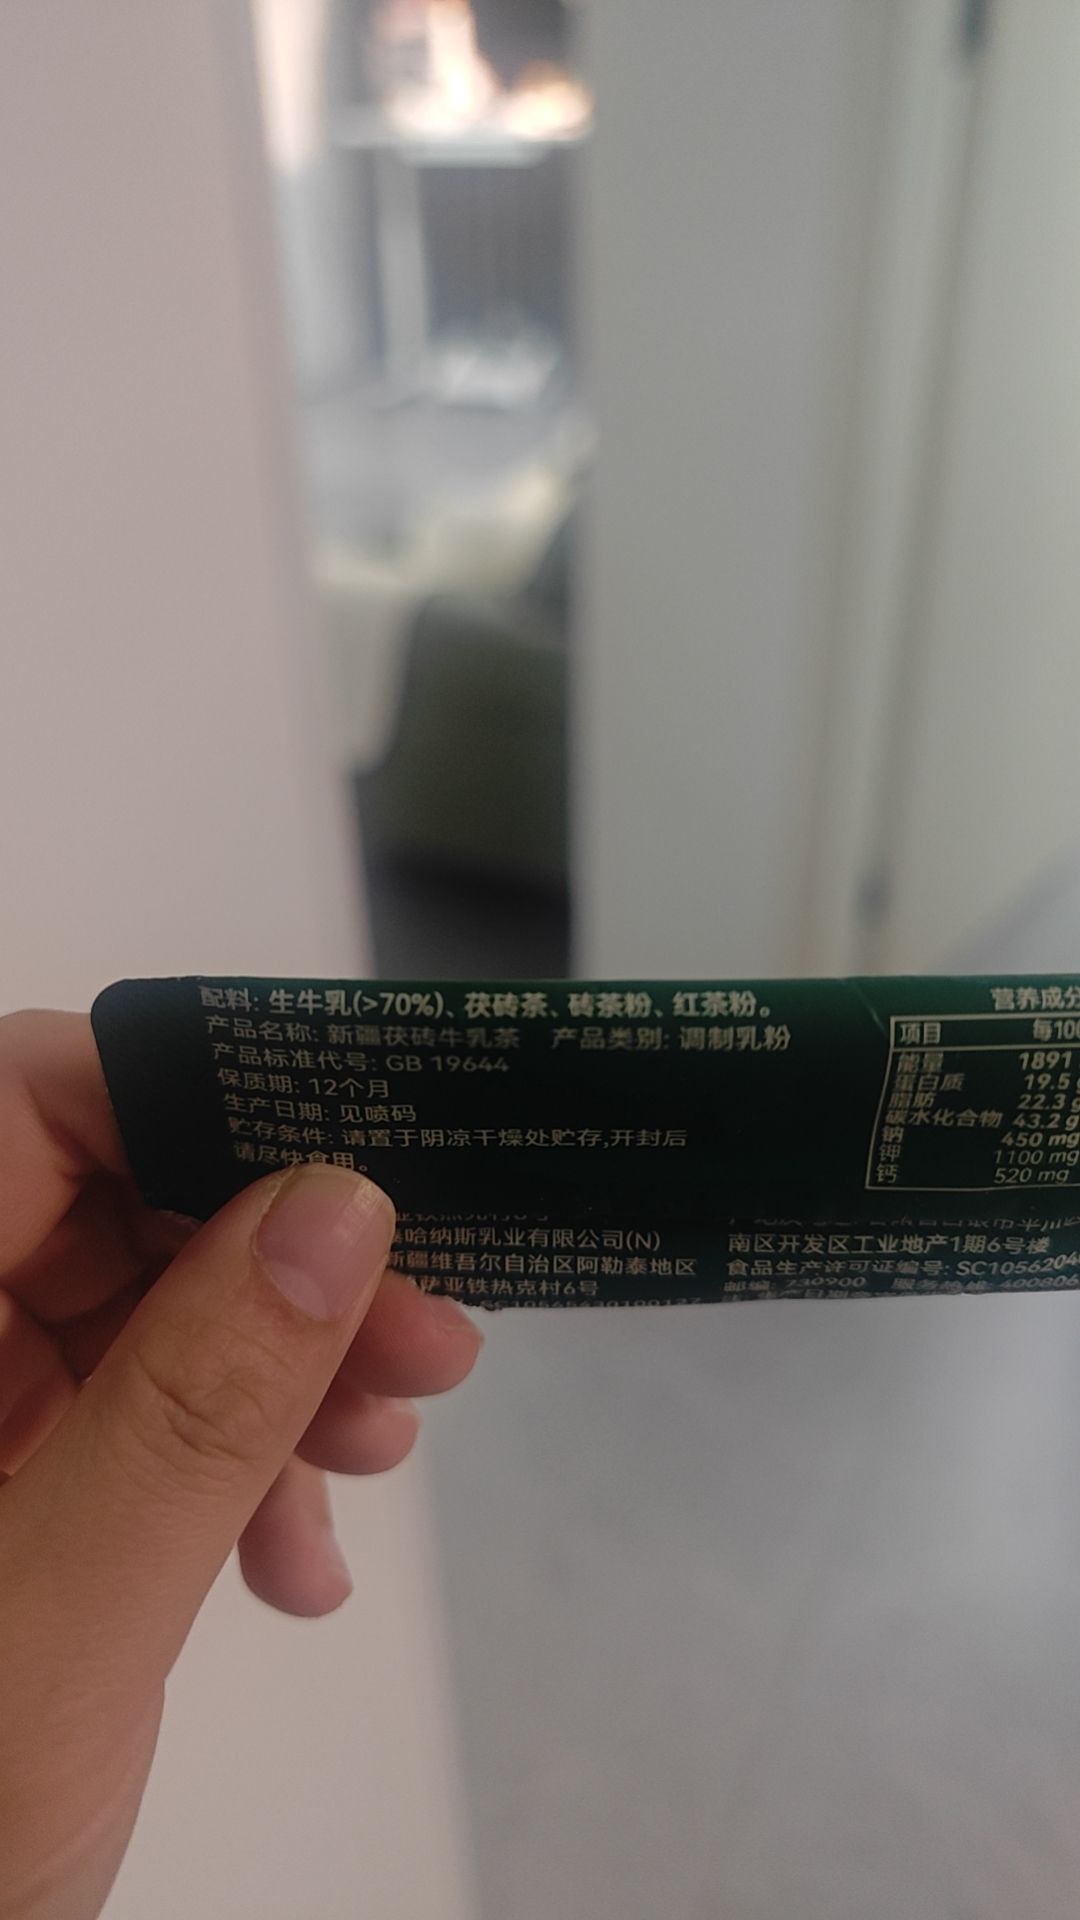 配料: 生牛乳(>70%)、茯砖茶、砖茶粉、红茶粉。
产品名称: 新疆茯砖牛乳茶 产品类别: 调制乳粉
产品标准代号: GB 19644
保质期: 12个月
生产日期: 见喷码
贮存条件: 请置于阴凉干燥处贮存,开封后
请尽快食用。
营养成分
项目 每100
能量 1891
蛋白质 19.5 g
脂肪 22.3 g
碳水化合物 43.2 g
钠 450 mg
钾 1100 mg
钙 520 mg
哈纳斯乳业有限公司(N)
新疆维吾尔自治区阿勒泰地区
萨亚铁热克村6号
南区开发区工业地产1期6号楼
食品生产许可证编号: SC1056204
邮编: 730900